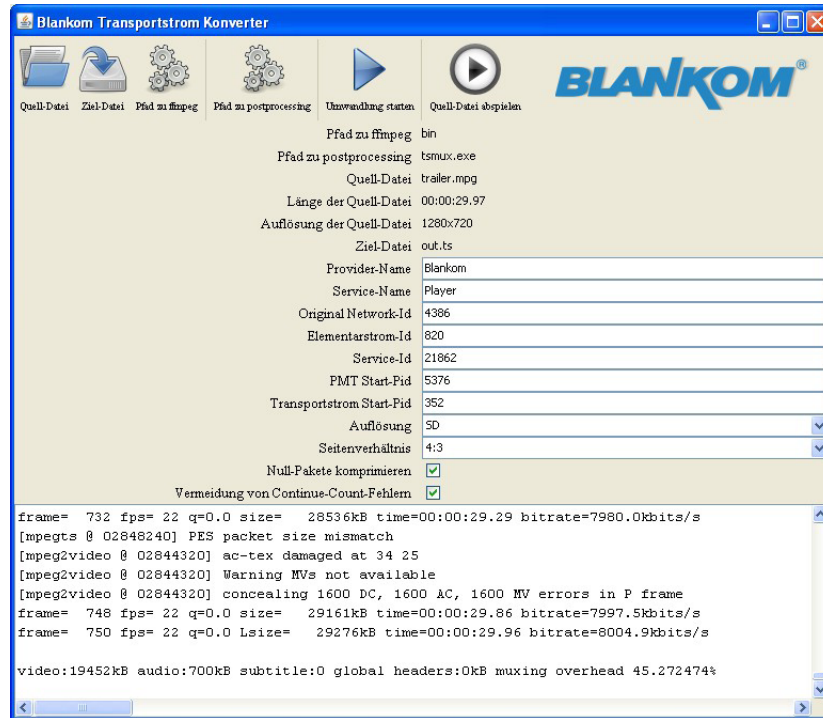 Blankom Transportstrom Konverter
Quell-Datei Ziel-Datei Pfad zu ffmpeg Pfad zu postprocessing Umwandlung starten Quell-Datei abspielen
BLANKOM®
Pfad zu ffmpeg bin
Pfad zu postprocessing tsmux.exe
Quell-Datei trailer.mpg
Länge der Quell-Datei 00:00:29.97
Auflösung der Quell-Datei 1280x720
Ziel-Datei out.ts
Provider-Name Blankom
Service-Name Player
Original Network-Id 4386
Elementarstrom-Id 820
Service-Id 21862
PMT Start-Pid 5376
Transportstrom Start-Pid 352
Auflösung SD
Seitenverhältnis 4:3
Null-Pakete komprimieren
Vermeidung von Continue-Count-Fehlern
frame=  732 fps= 22 q=0.0 size=   28536kB time=00:00:29.29 bitrate=7980.0kbits/s
[mpegts @ 02848240] PES packet size mismatch
[mpeg2video @ 02844320] ac-tex damaged at 34 25
[mpeg2video @ 02844320] Warning MVs not available
[mpeg2video @ 02844320] concealing 1600 DC, 1600 AC, 1600 MV errors in P frame
frame=  748 fps= 22 q=0.0 size=   29161kB time=00:00:29.86 bitrate=7997.5kbits/s
frame=  750 fps= 22 q=0.0 Lsize=   29276kB time=00:00:29.96 bitrate=8004.9kbits/s
video:19452kB audio:700kB subtitle:0 global headers:0kB muxing overhead 45.272474%